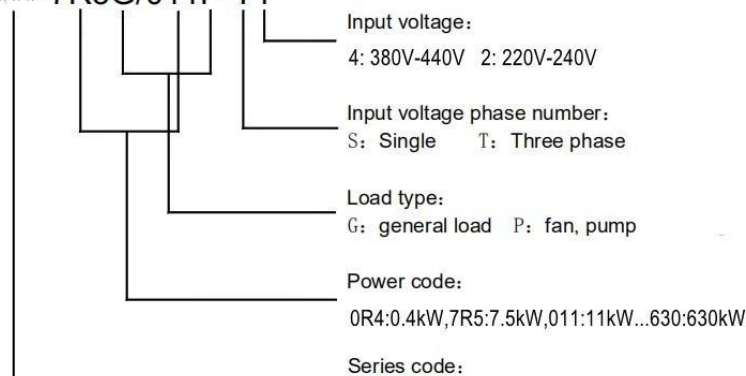 Input voltage:
4: 380V-440V 2: 220V-240V
Input voltage phase number:
S: Single T: Three phase
Load type:
G: general load P: fan, pump
Power code:
0R4:0.4kW,7R5:7.5kW,011:11kW...630:630kW
Series code: